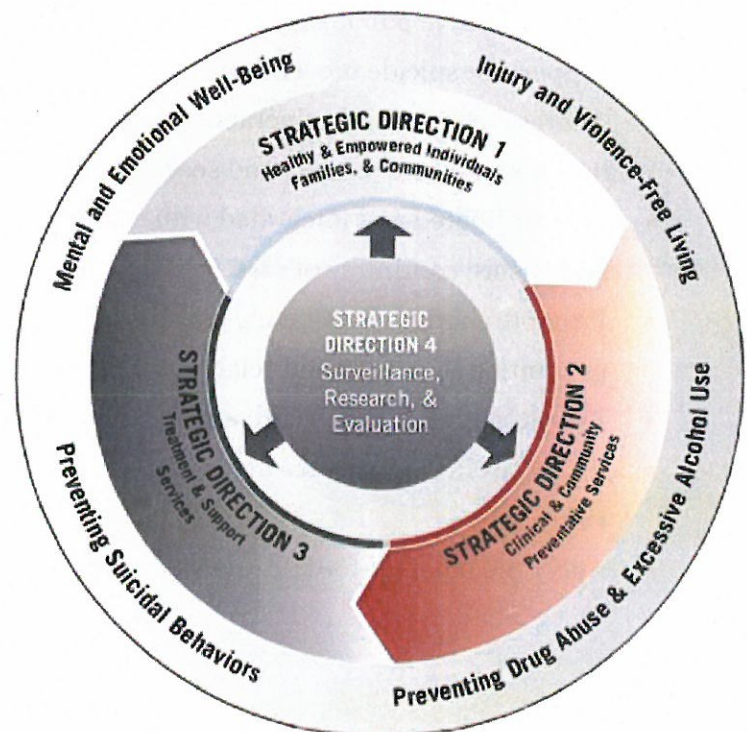 Mental and Emotional Well-Being
Injury and Violence-Free Living
STRATEGIC DIRECTION 1
Healthy & Empowered Individuals
Families, & Communities
STRATEGIC
DIRECTION 4
Surveillance,
Research, &
Evaluation
STRATEGIC DIRECTION 2
Clinical & Community
Preventative Services
STRATEGIC DIRECTION 3
Treatment & Support
Services
Preventing Suicidal Behaviors
Preventing Drug Abuse & Excessive Alcohol Use